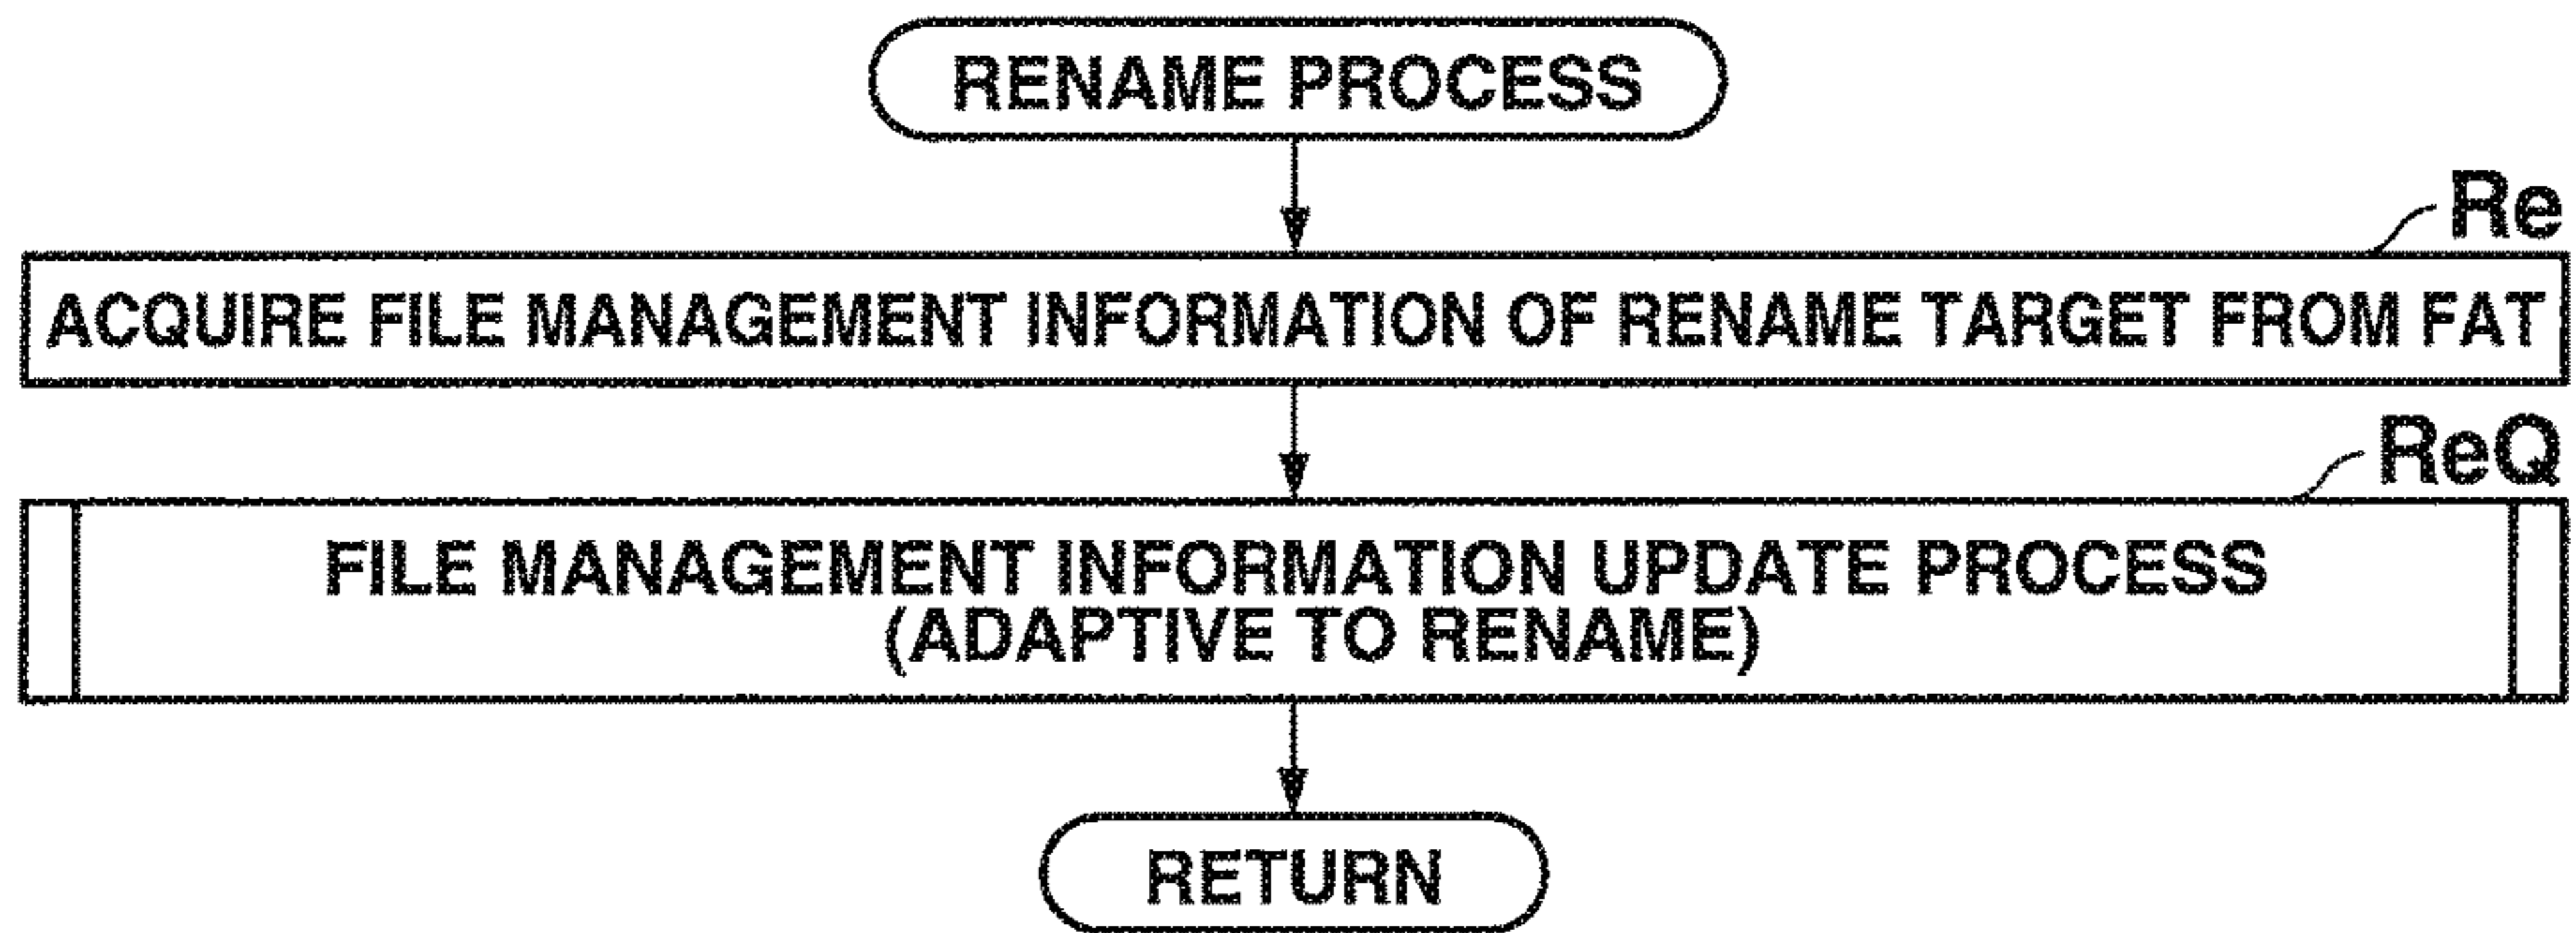 RENAME PROCESS
Re
ACQUIRE FILE MANAGEMENT INFORMATION OF RENAME TARGET FROM FAT
ReQ
FILE MANAGEMENT INFORMATION UPDATE PROCESS
(ADAPTIVE TO RENAME)
RETURN